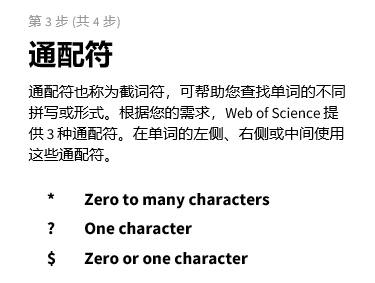 第 3 步 (共 4 步)
通配符
通配符也称为截词符，可帮助您查找单词的不同
拼写或形式。根据您的需求，Web of Science 提
供 3 种通配符。在单词的左侧、右侧或中间使用
这些通配符。
* Zero to many characters
? One character
$ Zero or one character